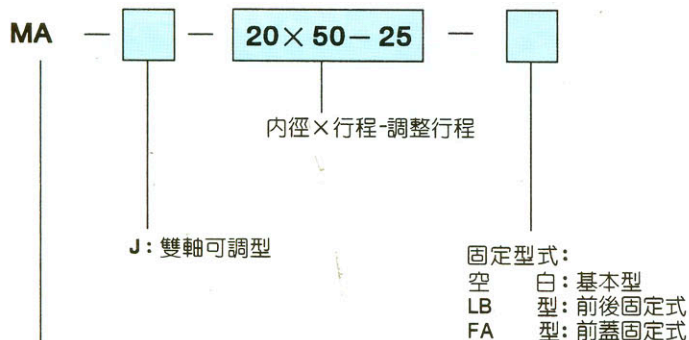 MA — — 20×50－25 —
內徑×行程-調整行程
J：雙軸可調型
固定型式：
空 白：基本型
LB 型：前後固定式
FA 型：前蓋固定式